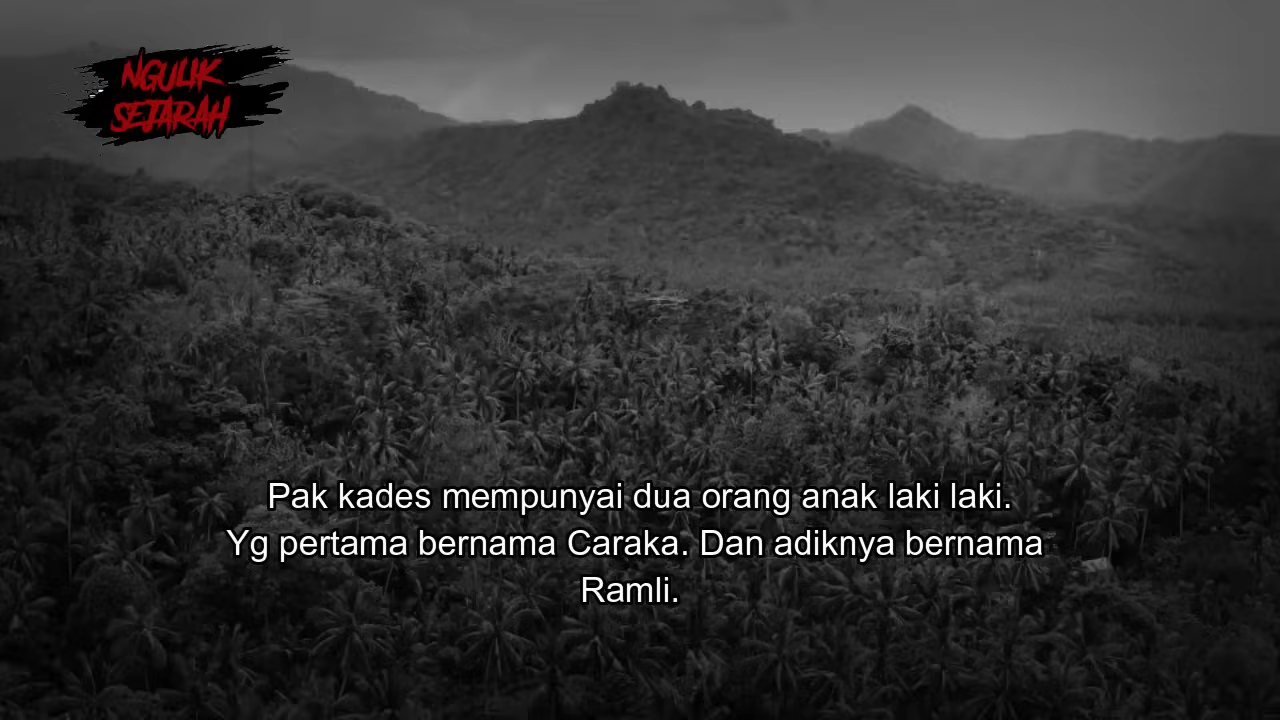 NGULIK
SEJARAH
Pak kades mempunyai dua orang anak laki laki.
Yg pertama bernama Caraka. Dan adiknya bernama
Ramli.